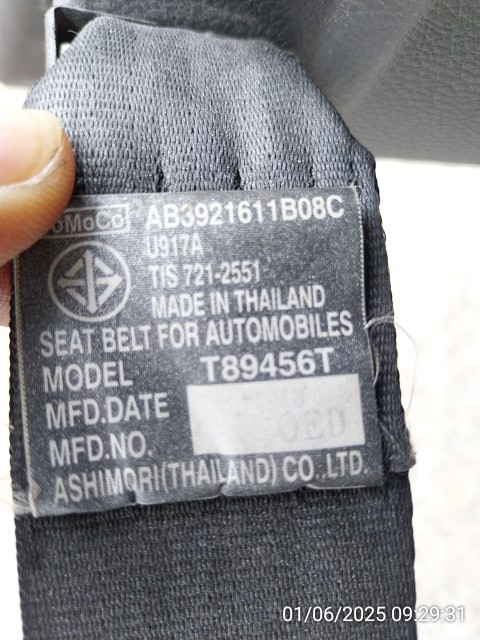 oMoCo AB3921611B08C
U917A
TIS 721-2551
MADE IN THAILAND
SEAT BELT FOR AUTOMOBILES
MODEL T89456T
MFD.DATE
MFD.NO.
ASHIMORI(THAILAND) CO.,LTD.
01/06/2025 09:29:31